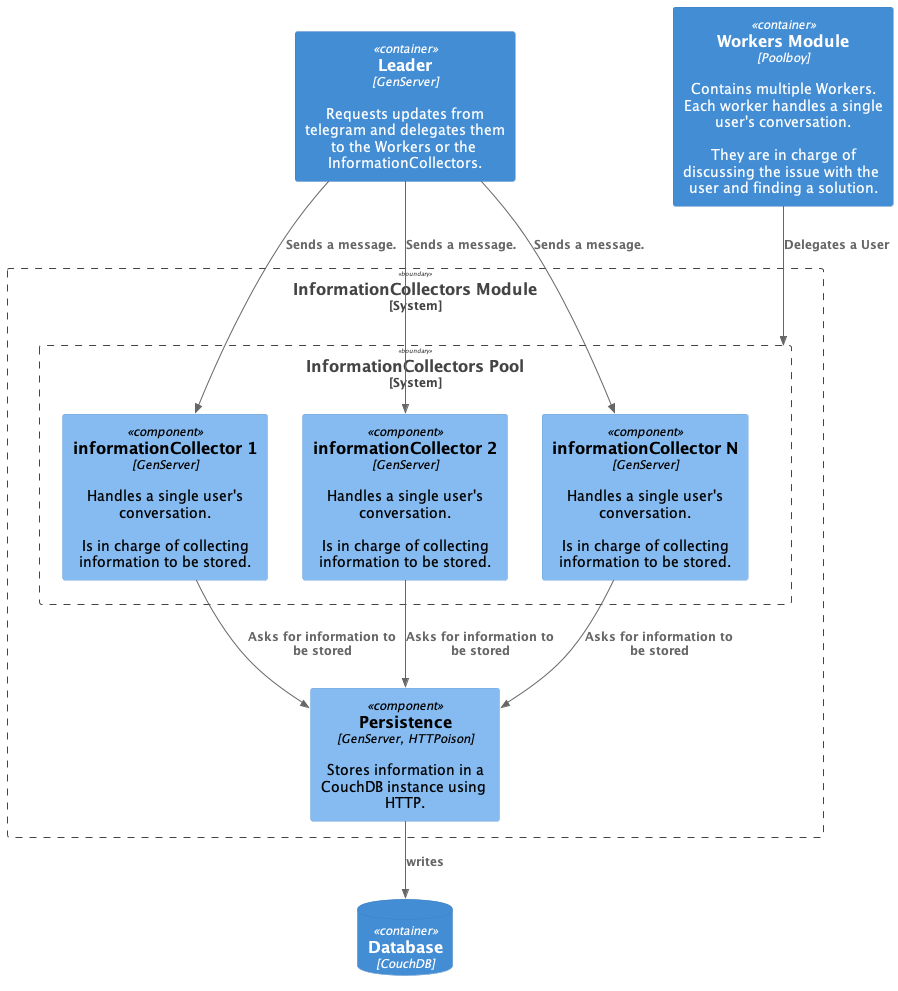 «container»
Leader
[GenServer]
Requests updates from
telegram and delegates them
to the Workers or the
InformationCollectors.
«container»
Workers Module
[Poolboy]
Contains multiple Workers.
Each worker handles a single
user's conversation.
They are in charge of
discussing the issue with the
user and finding a solution.
Sends a message.
Sends a message.
Sends a message.
Delegates a User
«boundary»
InformationCollectors Module
[System]
«boundary»
InformationCollectors Pool
[System]
«component»
informationCollector 1
[GenServer]
Handles a single user's
conversation.
Is in charge of collecting
information to be stored.
«component»
informationCollector 2
[GenServer]
Handles a single user's
conversation.
Is in charge of collecting
information to be stored.
«component»
informationCollector N
[GenServer]
Handles a single user's
conversation.
Is in charge of collecting
information to be stored.
Asks for information to
be stored
Asks for information to
be stored
Asks for information to
be stored
«component»
Persistence
[GenServer, HTTPoison]
Stores information in a
CouchDB instance using
HTTP.
writes
«container»
Database
[CouchDB]